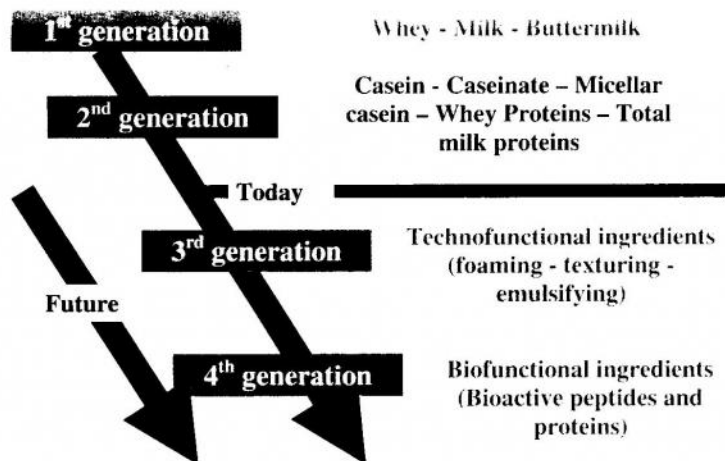 1st generation
Whey - Milk - Buttermilk
Casein - Caseinate – Micellar
casein – Whey Proteins – Total
milk proteins
2nd generation
Today
3rd generation
Technofunctional ingredients
(foaming - texturing -
emulsifying)
Future
4th generation
Biofunctional ingredients
(Bioactive peptides and
proteins)